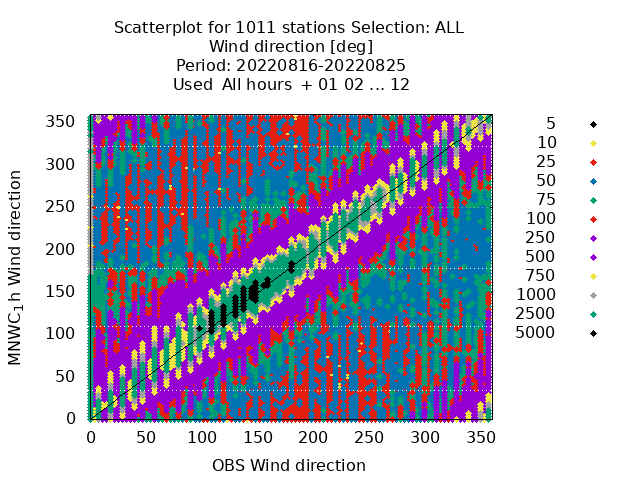 Scatterplot for 1011 stations Selection: ALL
Wind direction [deg]
Period: 20220816-20220825
Used  All hours  + 01 02 ... 12
350
300
250
200
150
100
50
0
MNWC_1h Wind direction
0 50 100 150 200 250 300 350
OBS Wind direction
5
10
25
50
75
100
250
500
750
1000
2500
5000